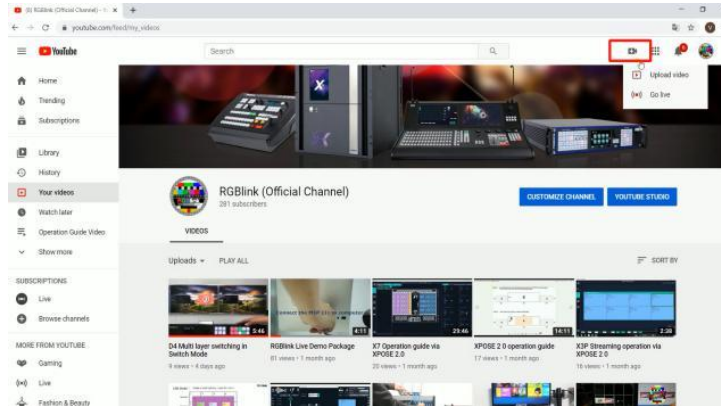 (6) RGBlink (Official Channel) - Y
youtube.com/feed/my_videos
YouTube
Search
Upload video
Go live
Home
Trending
Subscriptions
Library
History
Your videos
Watch later
Operation Guide Video
Show more
SUBSCRIPTIONS
Live
Browse channels
MORE FROM YOUTUBE
Gaming
Live
Fashion & Beauty
X
RGBlink (Official Channel)
281 subscribers
CUSTOMIZE CHANNEL
YOUTUBE STUDIO
VIDEOS
Uploads
PLAY ALL
SORT BY
5:46
4:11
29:46
14:11
2:38
D4 Multi layer switching in
Switch Mode
9 views • 4 days ago
RGBlink Live Demo Package
81 views • 1 month ago
X7 Operation guide via
XPOSE 2.0
20 views • 1 month ago
XPOSE 2 0 operation guide
17 views • 1 month ago
X3P Streaming operation via
XPOSE 2.0
16 views • 1 month ago